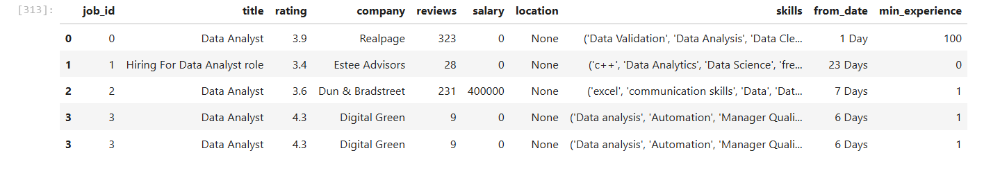 [313]: job_id title rating company reviews salary location skills from_date min_experience
0 0 Data Analyst 3.9 Realpage 323 0 None ('Data Validation', 'Data Analysis', 'Data Cle... 1 Day 100
1 1 Hiring For Data Analyst role 3.4 Estee Advisors 28 0 None ('c++', 'Data Analytics', 'Data Science', 'fre... 23 Days 0
2 2 Data Analyst 3.6 Dun & Bradstreet 231 400000 None ('excel', 'communication skills', 'Data', 'Dat... 7 Days 1
3 3 Data Analyst 4.3 Digital Green 9 0 None ('Data analysis', 'Automation', 'Manager Quali... 6 Days 1
3 3 Data Analyst 4.3 Digital Green 9 0 None ('Data analysis', 'Automation', 'Manager Quali... 6 Days 1